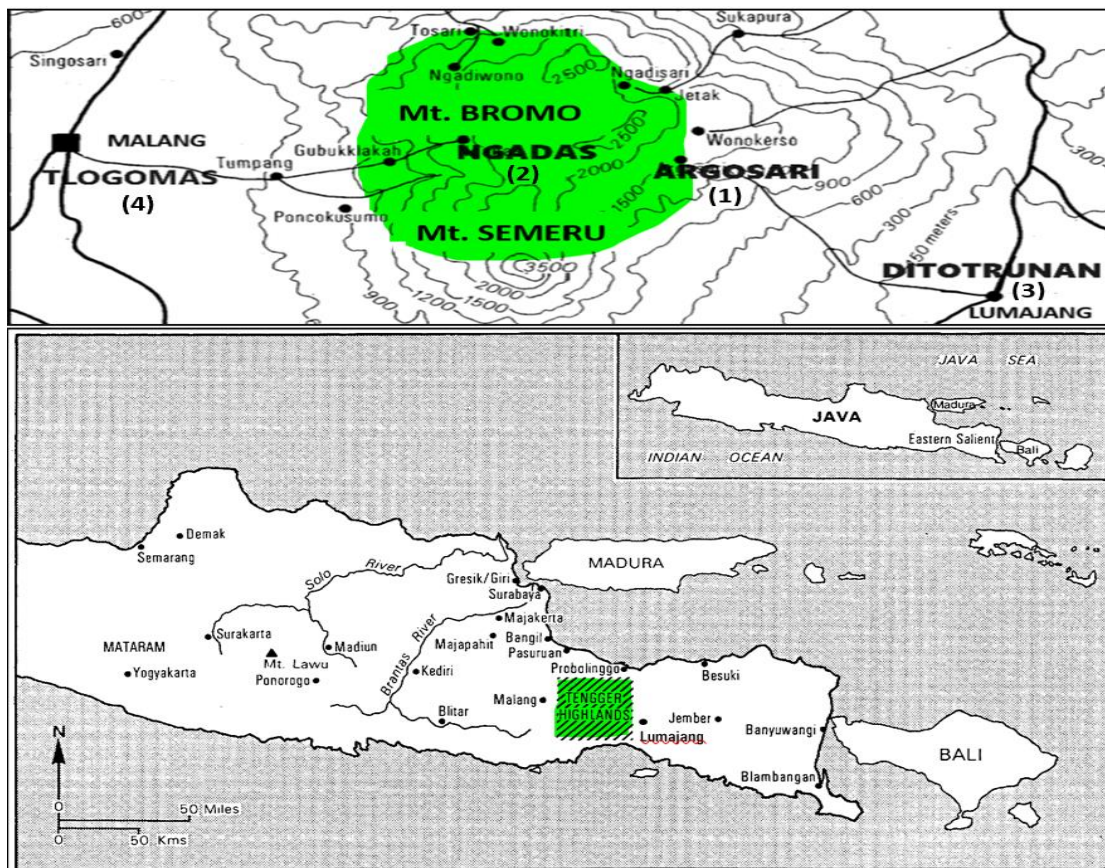 600
Singosari
Tosari
Wonokitri
Sukapura
Ngadiwono
2500
Ngadisari
Jetak
Mt. BROMO
MALANG
Gubukklakah
NGADAS
(2)
2500
Wonokerso
Tumpang
TLOGOMAS
(4)
2000
ARGOSARI
(1)
900
600
300
Poncokusumo
1500
Mt. SEMERU
300
meters
DITOTRUNAN
(3)
LUMAJANG
3500
2000
1500
1200
900
JAVA SEA
Madura
JAVA
Eastern Salient
Bali
INDIAN OCEAN
Demak
Semarang
Solo River
Gresik/Giri
Surabaya
MADURA
Majakerta
Surakarta
Madiun
Majapahit
Bangil
Pasuruan
MATARAM
Mt. Lawu
Brantas River
Probolinggo
Besuki
Yogyakarta
Ponorogo
Kediri
Malang
TENGGER
HIGHLANDS
Blitar
Jember
Lumajang
Banyuwangi
BALI
Blambangan
N
0 50 Miles
0 50 Kms